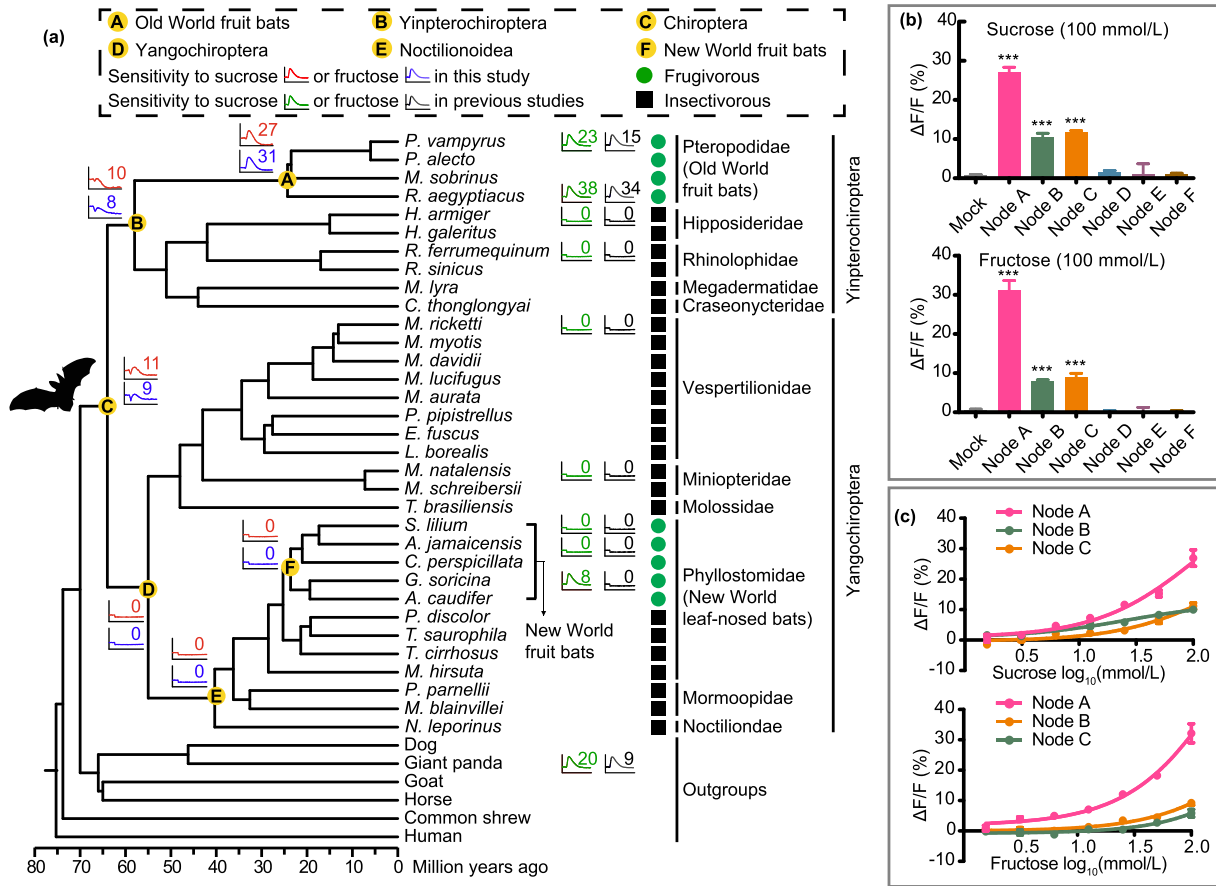 (a)
A Old World fruit bats B Yinpterochiroptera C Chiroptera
D Yangochiroptera E Noctilionoidea F New World fruit bats
Sensitivity to sucrose or fructose in this study Frugivorous
Sensitivity to sucrose or fructose in previous studies Insectivorous
27
31
10
8
11
9
0
0
0
0
0
0
A
B
C
D
E
F
P. vampyrus 23 15
P. alecto
M. sobrinus
R. aegyptiacus 38 34
H. armiger 0 0
H. galeritus
R. ferrumequinum 0 0
R. sinicus
M. lyra
C. thonglongyai
M. ricketti 0 0
M. myotis
M. davidii
M. lucifugus
M. aurata
P. pipistrellus
E. fuscus
L. borealis
M. natalensis 0 0
M. schreibersii
T. brasiliensis
S. lilium 0 0
A. jamaicensis 0 0
C. perspicillata
G. soricina 8 0
A. caudifer
P. discolor
T. saurophila
T. cirrhosus
M. hirsuta
P. parnellii
M. blainvillei
N. leporinus
Dog
Giant panda 20 9
Goat
Horse
Common shrew
Human
New World
fruit bats
Pteropodidae
(Old World
fruit bats)
Hipposideridae
Rhinolophidae
Megadermatidae
Craseonycteridae
Vespertilionidae
Miniopteridae
Molossidae
Phyllostomidae
(New World
leaf-nosed bats)
Mormoopidae
Noctiliondae
Outgroups
Yinpterochiroptera
Yangochiroptera
80 70 60 50 40 30 20 10 0 Million years ago
(b)
Sucrose (100 mmol/L)
ΔF/F (%)
40
30
20
10
0
*** *** ***
Mock Node A Node B Node C Node D Node E Node F
Fructose (100 mmol/L)
ΔF/F (%)
40
30
20
10
0
*** *** ***
Mock Node A Node B Node C Node D Node E Node F
(c)
Node A
Node B
Node C
ΔF/F (%)
40
30
20
10
0
-10
0.5 1.0 1.5 2.0
Sucrose log10(mmol/L)
Node A
Node B
Node C
ΔF/F (%)
40
30
20
10
0
-10
0.5 1.0 1.5 2.0
Fructose log10(mmol/L)